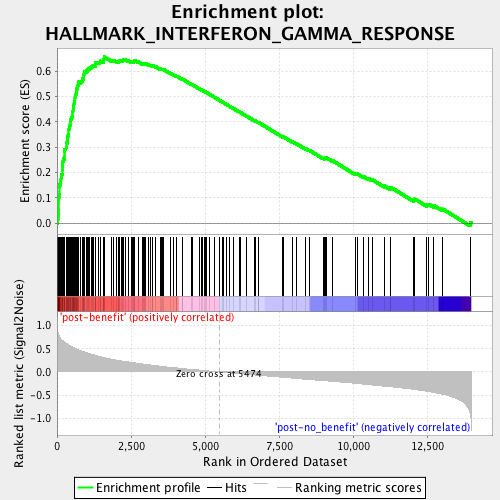 Enrichment plot:
HALLMARK_INTERFERON_GAMMA_RESPONSE
Enrichment score (ES)
0.6
0.5
0.4
0.3
0.2
0.1
0.0
'post-benefit' (positively correlated)
Ranked list metric (Signal2Noise)
1.0
0.5
0.0
-0.5
-1.0
Zero cross at 5474
'post-no_benefit' (negatively correlated)
0
2,500
5,000
7,500
10,000
12,500
Rank in Ordered Dataset
Enrichment profile
Hits
Ranking metric scores